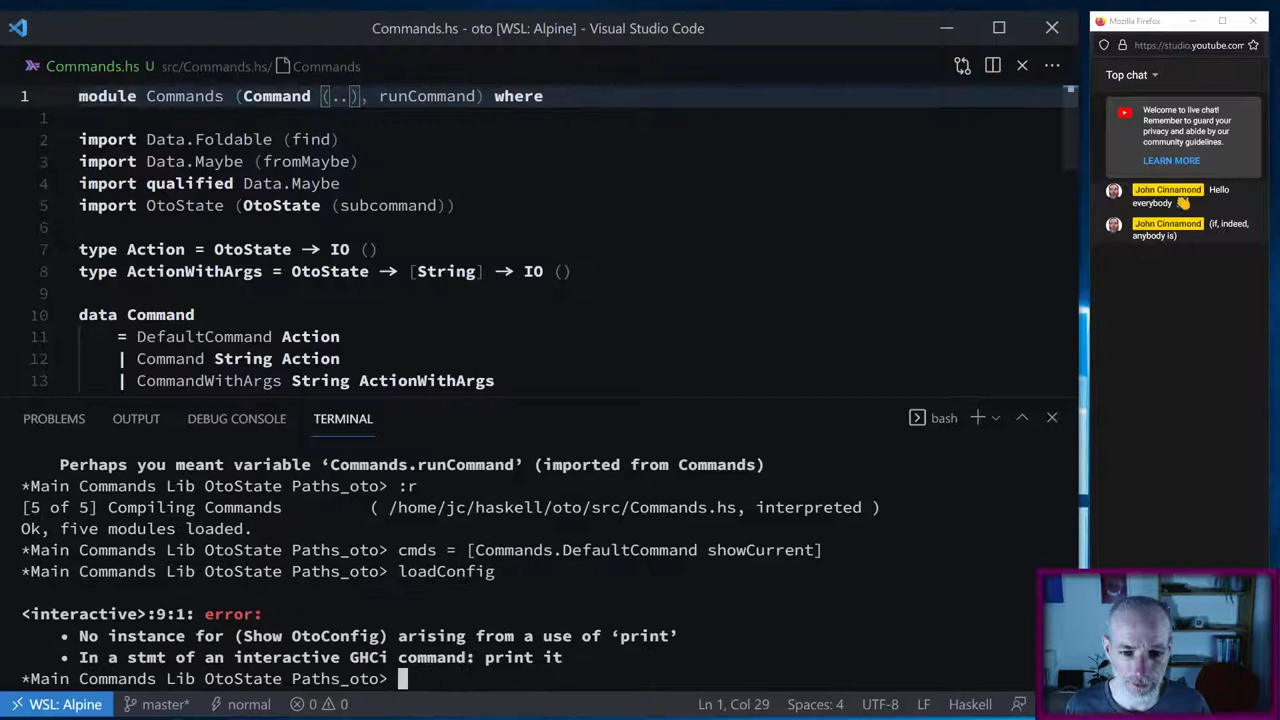 Commands.hs - oto [WSL: Alpine] - Visual Studio Code
Commands.hs U src/Commands.hs/ Commands
1 module Commands (Command (..), runCommand) where
1
2 import Data.Foldable (find)
3 import Data.Maybe (fromMaybe)
4 import qualified Data.Maybe
5 import OtoState (OtoState (subcommand))
6
7 type Action = OtoState → IO ()
8 type ActionWithArgs = OtoState → [String] → IO ()
9
10 data Command
11 = DefaultCommand Action
12 | Command String Action
13 | CommandWithArgs String ActionWithArgs
PROBLEMS OUTPUT DEBUG CONSOLE TERMINAL bash
Perhaps you meant variable ‘Commands.runCommand’ (imported from Commands)
*Main Commands Lib OtoState Paths_oto> :r
[5 of 5] Compiling Commands ( /home/jc/haskell/oto/src/Commands.hs, interpreted )
Ok, five modules loaded.
*Main Commands Lib OtoState Paths_oto> cmds = [Commands.DefaultCommand showCurrent]
*Main Commands Lib OtoState Paths_oto> loadConfig
<interactive>:9:1: error:
• No instance for (Show OtoConfig) arising from a use of ‘print’
• In a stmt of an interactive GHCi command: print it
*Main Commands Lib OtoState Paths_oto>
WSL: Alpine master* normal 0 0 Ln 1, Col 29 Spaces: 4 UTF-8 LF Haskell
Mozilla Firefox
https://studio.youtube.com
Top chat
Welcome to live chat!
Remember to guard your
privacy and abide by our
community guidelines.
LEARN MORE
John Cinnamond Hello
everybody 👋
John Cinnamond (if, indeed,
anybody is)